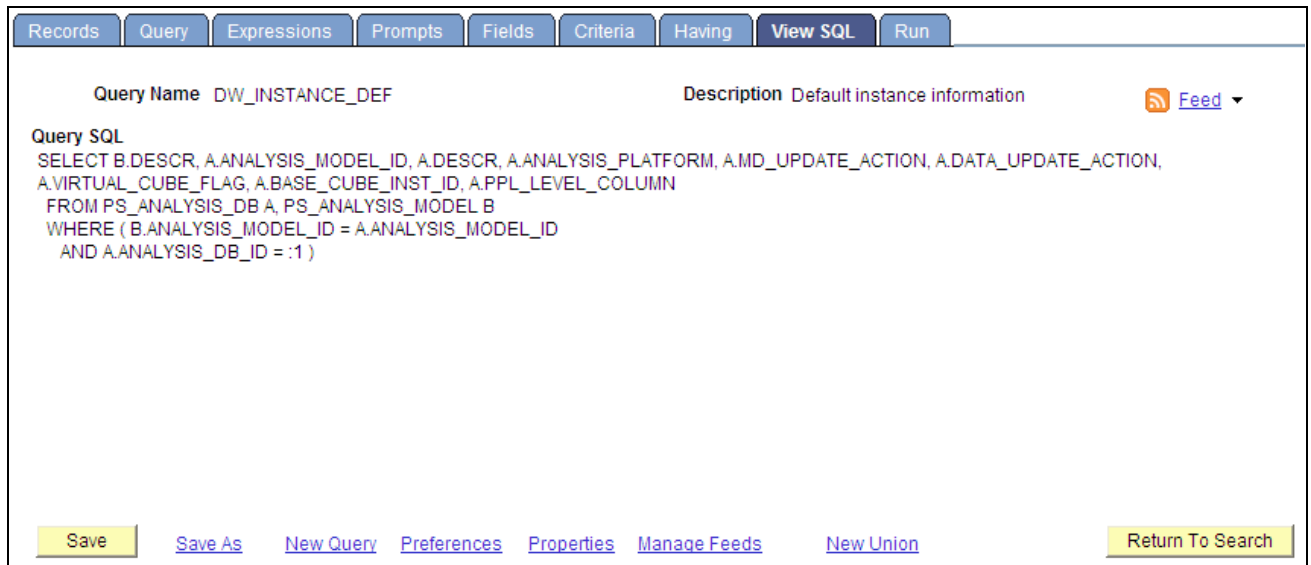 Records Query Expressions Prompts Fields Criteria Having View SQL Run
Query Name DW_INSTANCE_DEF Description Default instance information Feed
Query SQL
SELECT B.DESCR, A.ANALYSIS_MODEL_ID, A.DESCR, A.ANALYSIS_PLATFORM, A.MD_UPDATE_ACTION, A.DATA_UPDATE_ACTION,
A.VIRTUAL_CUBE_FLAG, A.BASE_CUBE_INST_ID, A.PPL_LEVEL_COLUMN
FROM PS_ANALYSIS_DB A, PS_ANALYSIS_MODEL B
WHERE ( B.ANALYSIS_MODEL_ID = A.ANALYSIS_MODEL_ID
AND A.ANALYSIS_DB_ID = :1 )
Save Save As New Query Preferences Properties Manage Feeds New Union Return To Search